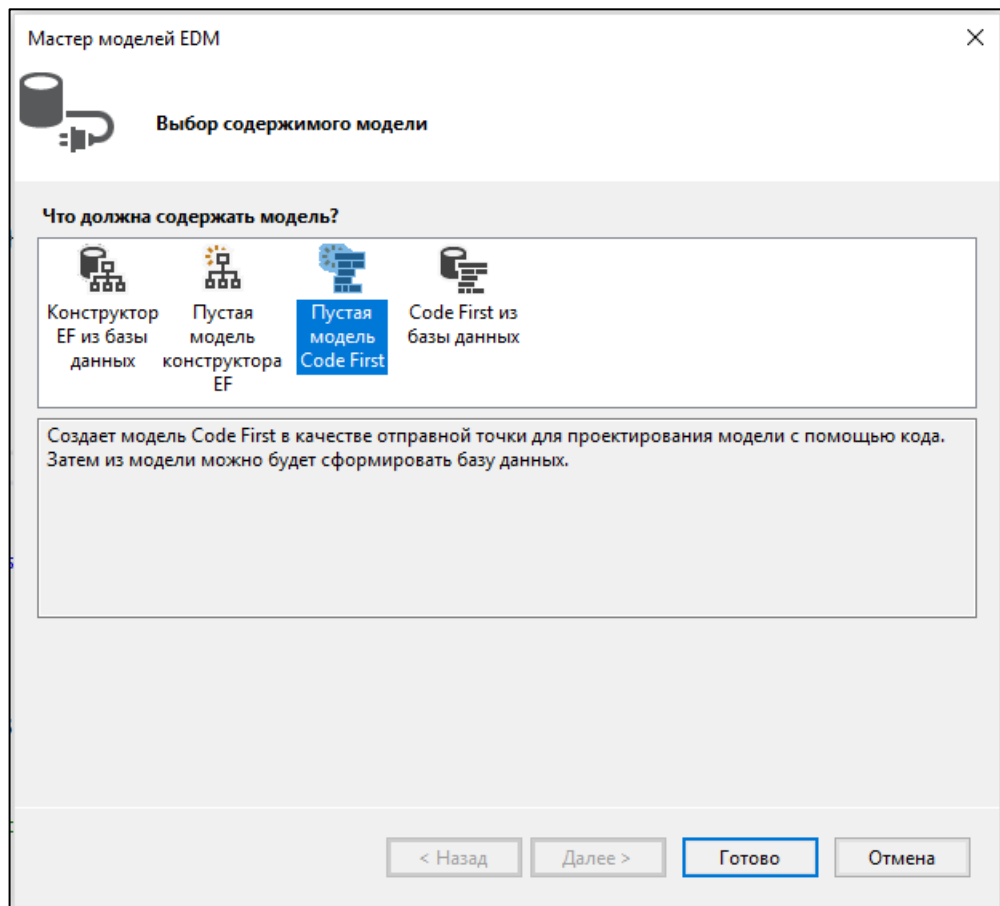 Мастер моделей EDM
Выбор содержимого модели
Что должна содержать модель?
Конструктор
EF из базы
данных
Пустая
модель
конструктора
EF
Пустая
модель
Code First
Code First из
базы данных
Создает модель Code First в качестве отправной точки для проектирования модели с помощью кода.
Затем из модели можно будет сформировать базу данных.
< Назад
Далее >
Готово
Отмена